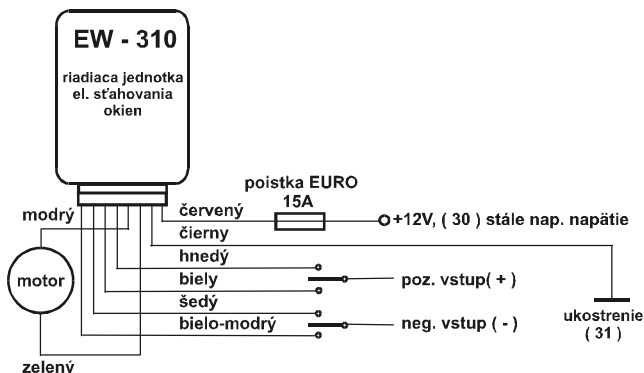 EW - 310
riadiaca jednotka
el. sťahovania
okien
poistka EURO
15A
modrý
červený
+12V, ( 30 ) stále nap. napätie
čierny
hnedý
motor
biely
poz. vstup( + )
šedý
bielo-modrý
neg. vstup ( - )
ukostrenie
( 31 )
zelený